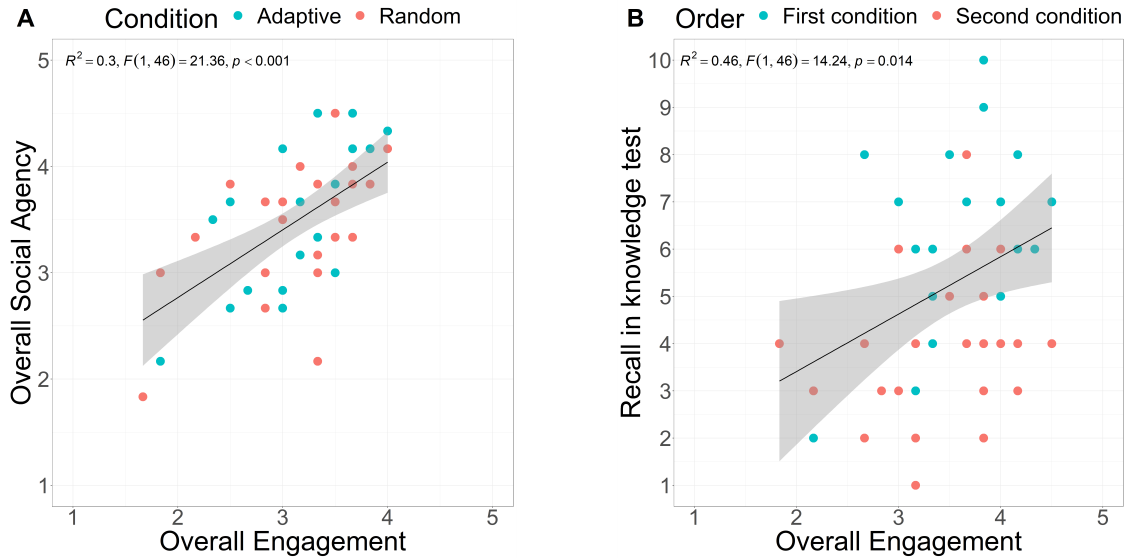 A Condition Adaptive Random
R² = 0.3, F(1, 46) = 21.36, p < 0.001
5
4
3
2
1
Overall Social Agency
1 2 3 4 5
Overall Engagement
B Order First condition Second condition
R² = 0.46, F(1, 46) = 14.24, p = 0.014
10
9
8
7
6
5
4
3
2
1
Recall in knowledge test
1 2 3 4 5
Overall Engagement